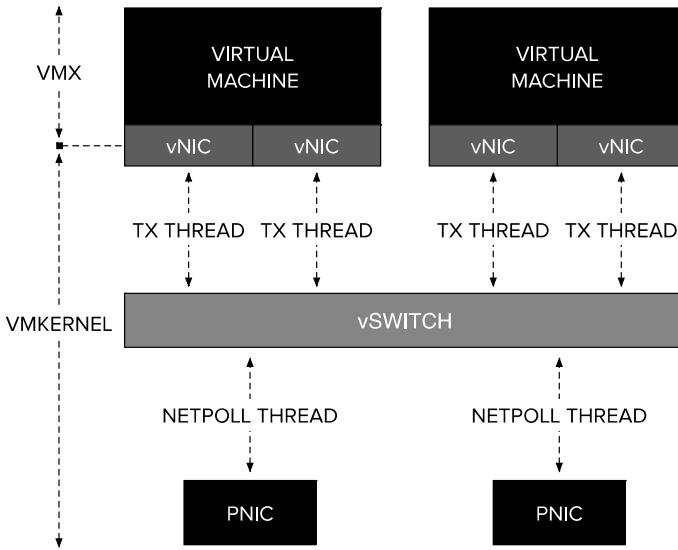 VIRTUAL
MACHINE
VIRTUAL
MACHINE
VMX
vNIC vNIC vNIC vNIC
TX THREAD TX THREAD TX THREAD TX THREAD
VMKERNEL
vSWITCH
NETPOLL THREAD NETPOLL THREAD
PNIC PNIC